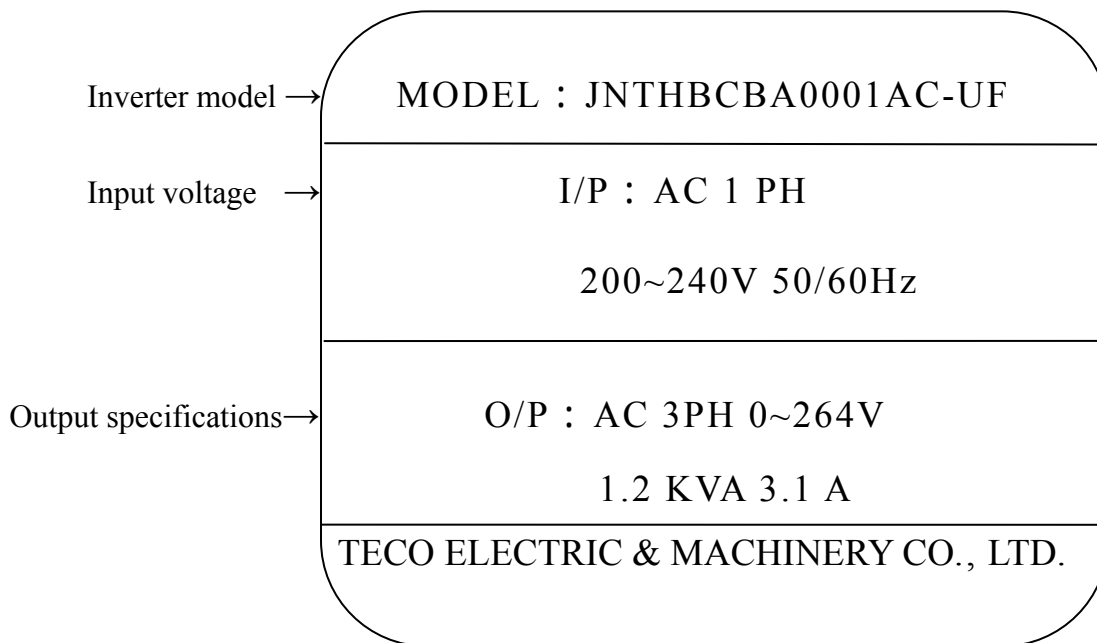 Inverter model → MODEL : JNTHBCBA0001AC-UF
Input voltage → I/P : AC 1 PH
200~240V 50/60Hz
Output specifications→ O/P : AC 3PH 0~264V
1.2 KVA 3.1 A
TECO ELECTRIC & MACHINERY CO., LTD.